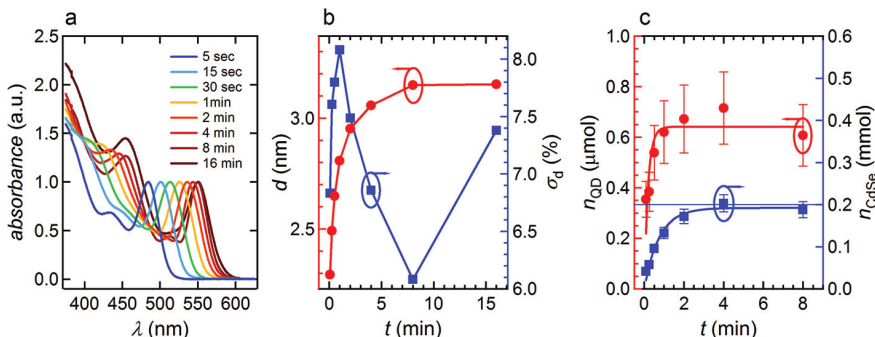 a
2.5
2.0
1.5
1.0
0.5
0.0
absorbance (a.u.)
5 sec
15 sec
30 sec
1min
2 min
4 min
8 min
16 min
400
450
500
550
600
λ (nm)
b
3.0
2.5
d (nm)
8.0
7.5
7.0
6.5
6.0
σd (%)
0
5
10
15
t (min)
c
1.0
0.8
0.6
0.4
0.2
0.0
nQD (μmol)
0.6
0.5
0.4
0.3
0.2
0.1
0.0
nCdSe (mmol)
0
2
4
6
8
t (min)